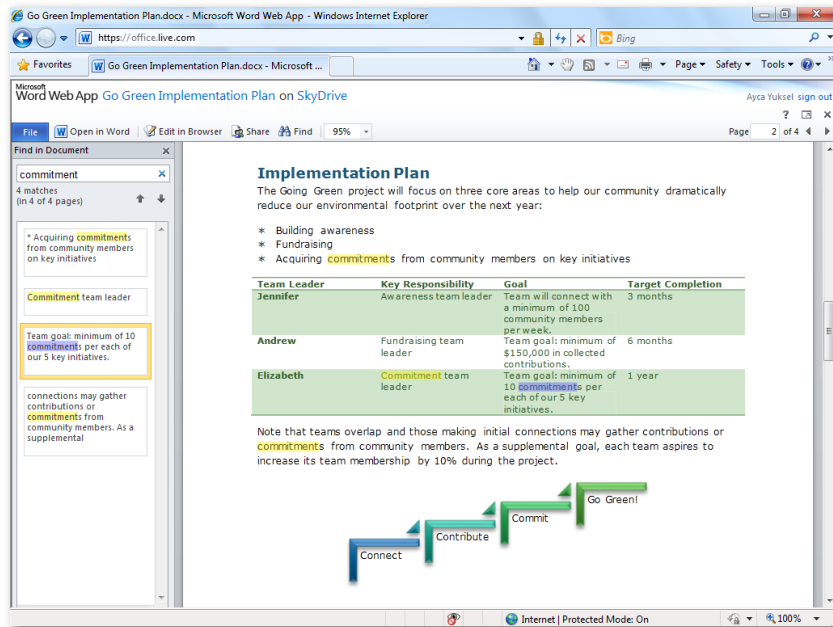 Go Green Implementation Plan.docx - Microsoft Word Web App - Windows Internet Explorer
https://office.live.com
Bing
Favorites
Go Green Implementation Plan.docx - Microsoft ...
Page
Safety
Tools
Microsoft
Word Web App Go Green Implementation Plan on SkyDrive
Ayca Yuksel sign out
File
Open in Word
Edit in Browser
Share
Find
95%
Page 2 of 4
Find in Document
commitment
4 matches
(in 4 of 4 pages)
* Acquiring commitments
from community members
on key initiatives
Commitment team leader
Team goal: minimum of 10
commitments per each of
our 5 key initiatives.
connections may gather
contributions or
commitments from
community members. As a
supplemental
Implementation Plan
The Going Green project will focus on three core areas to help our community dramatically
reduce our environmental footprint over the next year:
* Building awareness
* Fundraising
* Acquiring commitments from community members on key initiatives
Team Leader Key Responsibility Goal Target Completion
Jennifer Awareness team leader Team will connect with 3 months
a minimum of 100
community members
per week.
Andrew Fundraising team Team goal: minimum of 6 months
leader $150,000 in collected
contributions.
Elizabeth Commitment team Team goal: minimum of 1 year
leader 10 commitments per
each of our 5 key
initiatives.
Note that teams overlap and those making initial connections may gather contributions or
commitments from community members. As a supplemental goal, each team aspires to
increase its team membership by 10% during the project.
Go Green!
Commit
Contribute
Connect
Internet | Protected Mode: On
100%